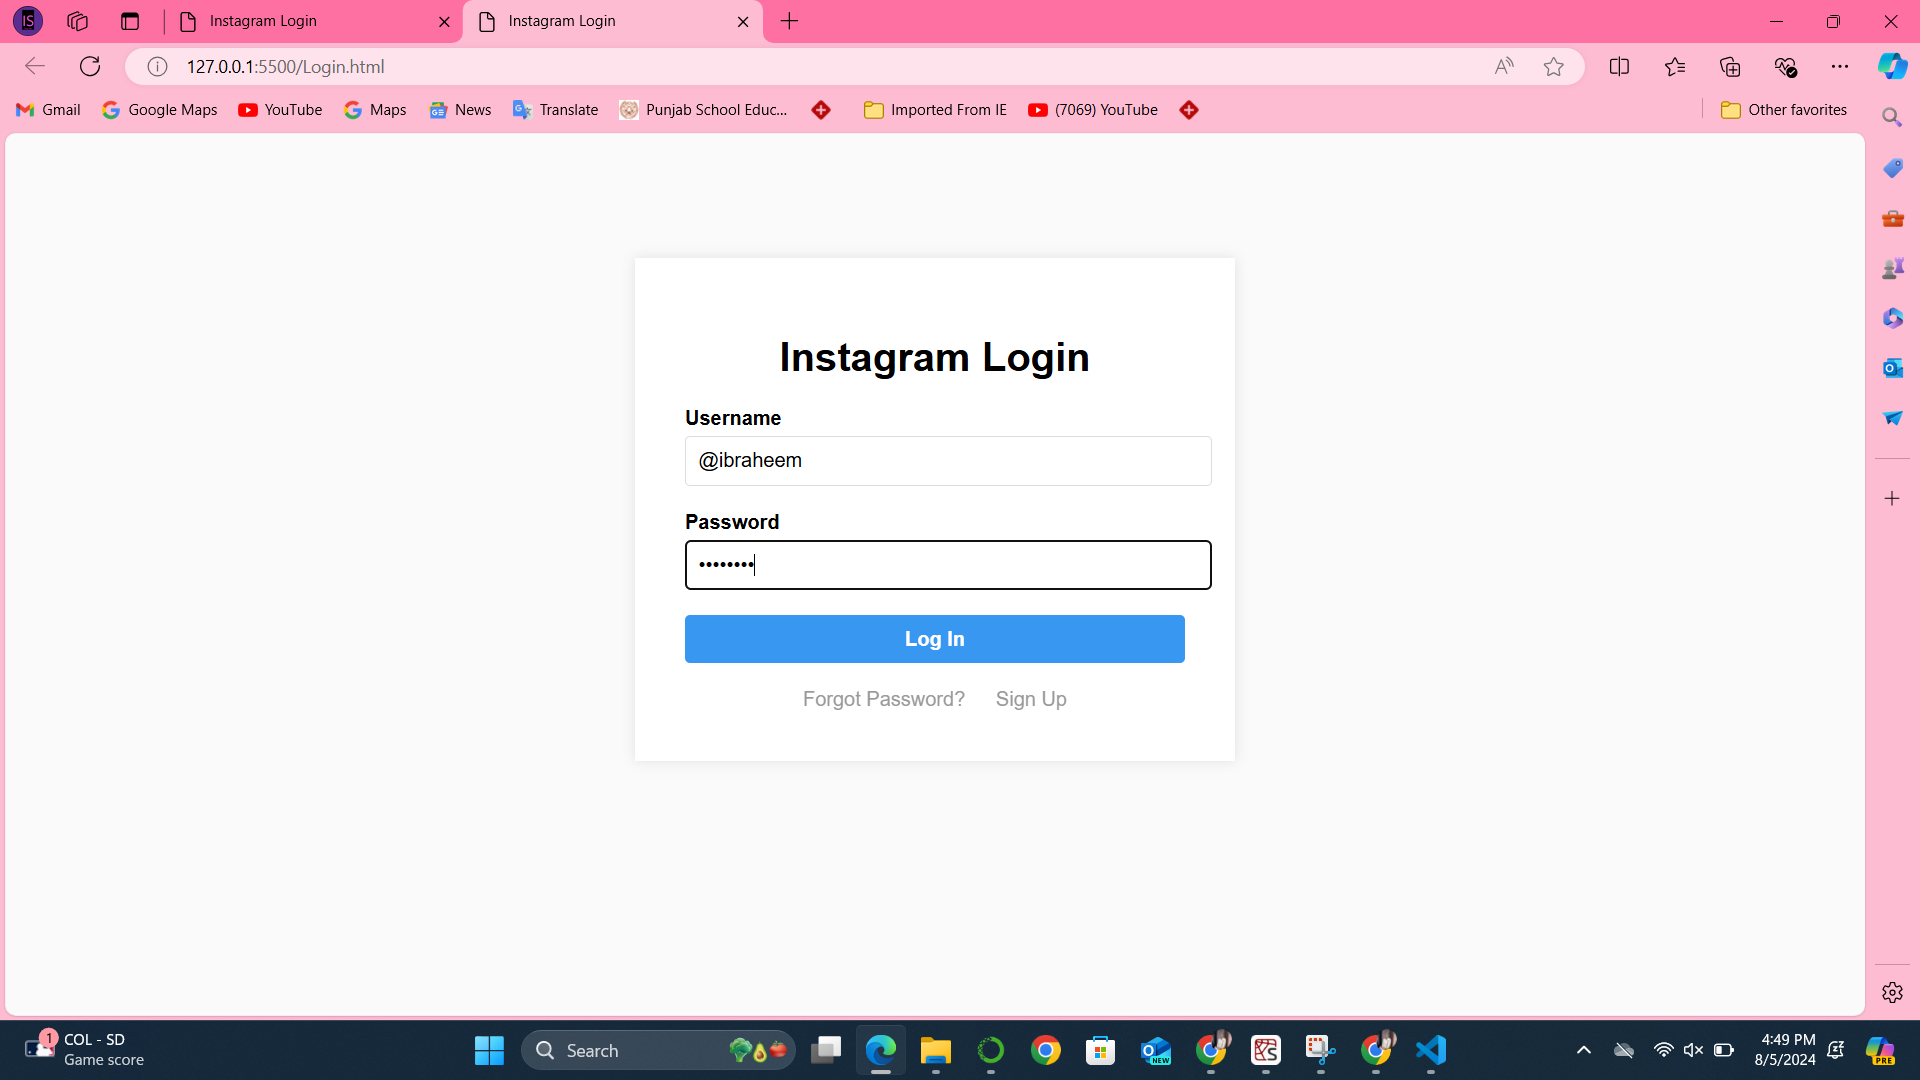 Instagram Login
Instagram Login
127.0.0.1:5500/Login.html
Gmail
Google Maps
YouTube
Maps
News
Translate
Punjab School Educ...
Imported From IE
(7069) YouTube
Other favorites
Instagram Login
Username
@ibraheem
Password
••••••••
Log In
Forgot Password? Sign Up
1
COL - SD
Game score
Search
NEW
4:49 PM
8/5/2024
PRE